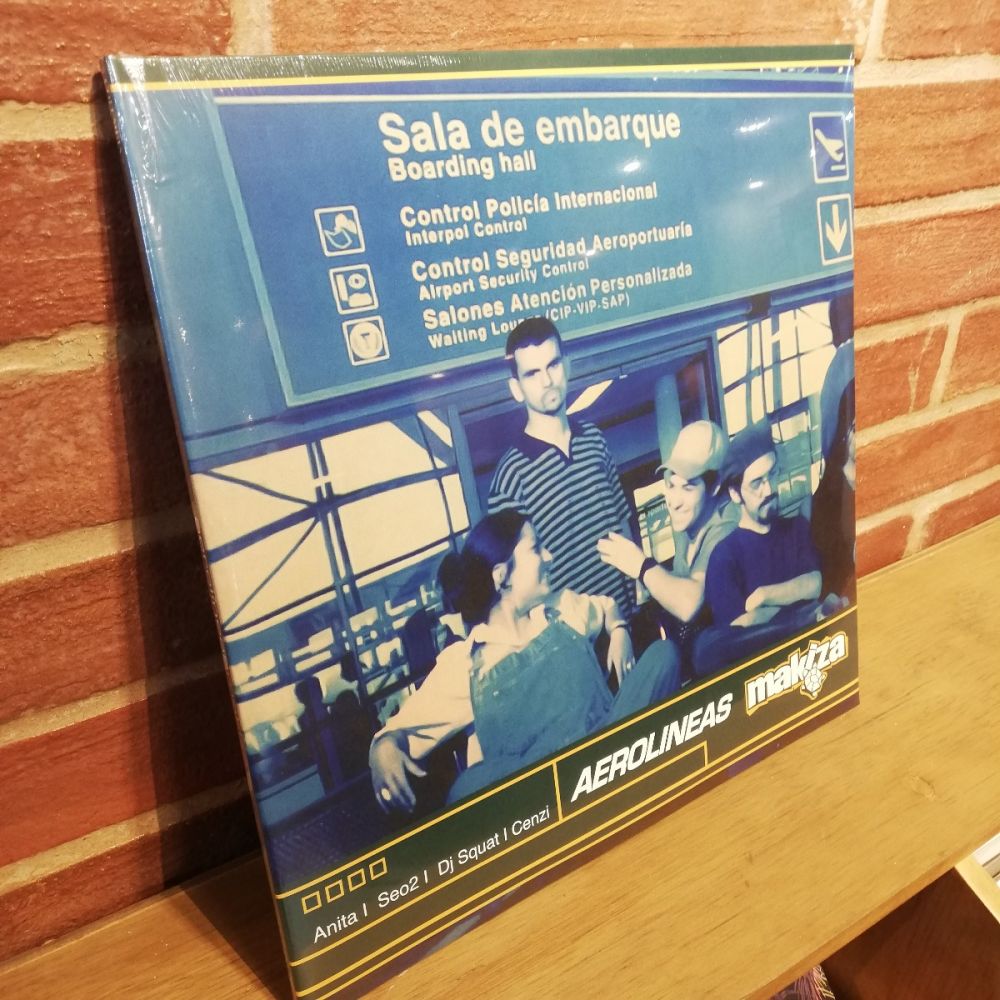 Sala de embarque
Boarding hall
Control Policía Internacional
Interpol Control
Control Seguridad Aeroportuaria
Airport Security Control
Salones Atención Personalizada
Waiting (CIP-VIP-SAP)
AEROLINEAS makiza
Anita | Seo2 | Dj Squat | Cenzi